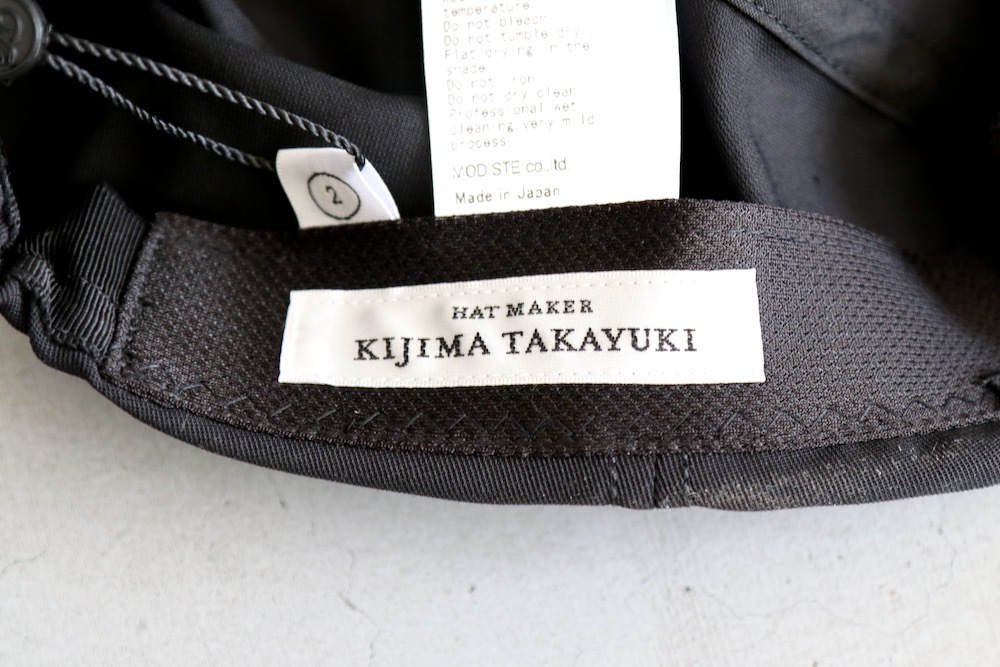 temperature
Do not bleach
Do not tumble dry
Flat drying in the
shade
Do not iron
Do not dry clean
Professional wet
cleaning very mild
process
MODISTE co., ltd.
Made in Japan
2
HAT MAKER
KIJIMA TAKAYUKI